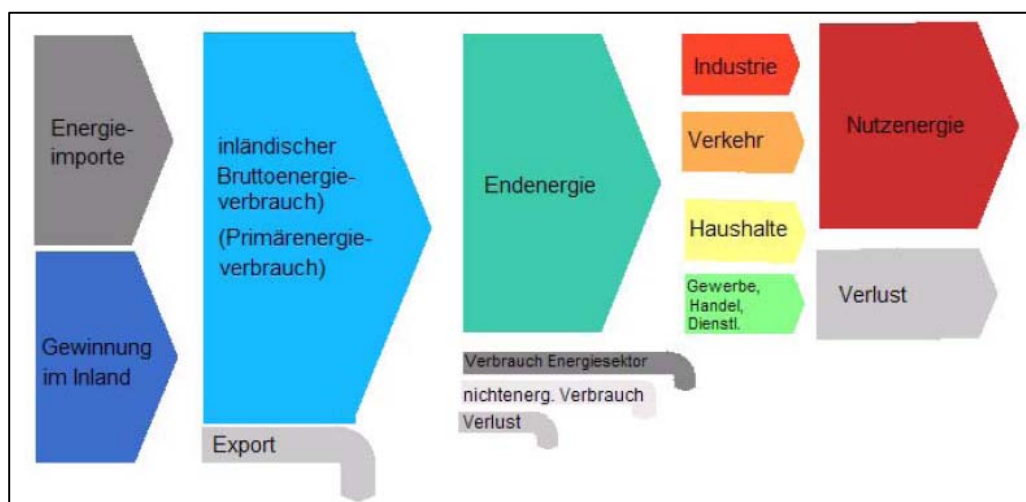 Energie-
importe
Gewinnung
im Inland
inländischer
Bruttoenergie-
verbrauch)
(Primärenergie-
verbrauch)
Export
Endenergie
Verbrauch Energiesektor
nichtenerg. Verbrauch
Verlust
Industrie
Verkehr
Haushalte
Gewerbe,
Handel,
Dienstl.
Nutzenergie
Verlust